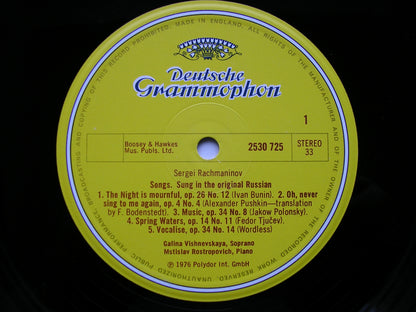 Deutsche
Grammophon
Boosey & Hawkes
Mus. Publs. Ltd.
2530 725
1
STEREO
33
Sergei Rachmaninov
Songs. Sung in the original Russian
1. The Night is mournful, op. 26 No. 12 (Ivan Bunin). 2. Oh, never
sing to me again, op. 4 No. 4 (Alexander Pushkin—translation
by F. Bodenstedt). 3. Music, op. 34 No. 8 (Jakow Polonsky).
4. Spring Waters, op. 14 No. 11 (Fedor Tjučev).
5. Vocalise, op. 34 No. 14 (Wordless)
Galina Vishnevskaya, Soprano
Mstislav Rostropovich, Piano
℗ 1976 Polydor Int. GmbH
ALL RIGHTS OF THE MANUFACTURER AND OF THE OWNER OF THE RECORDED WORK RESERVED. UNAUTHORIZED PUBLIC PERFORMANCE, BROADCASTING AND COPYING OF THIS RECORD PROHIBITED. MADE IN GERMANY